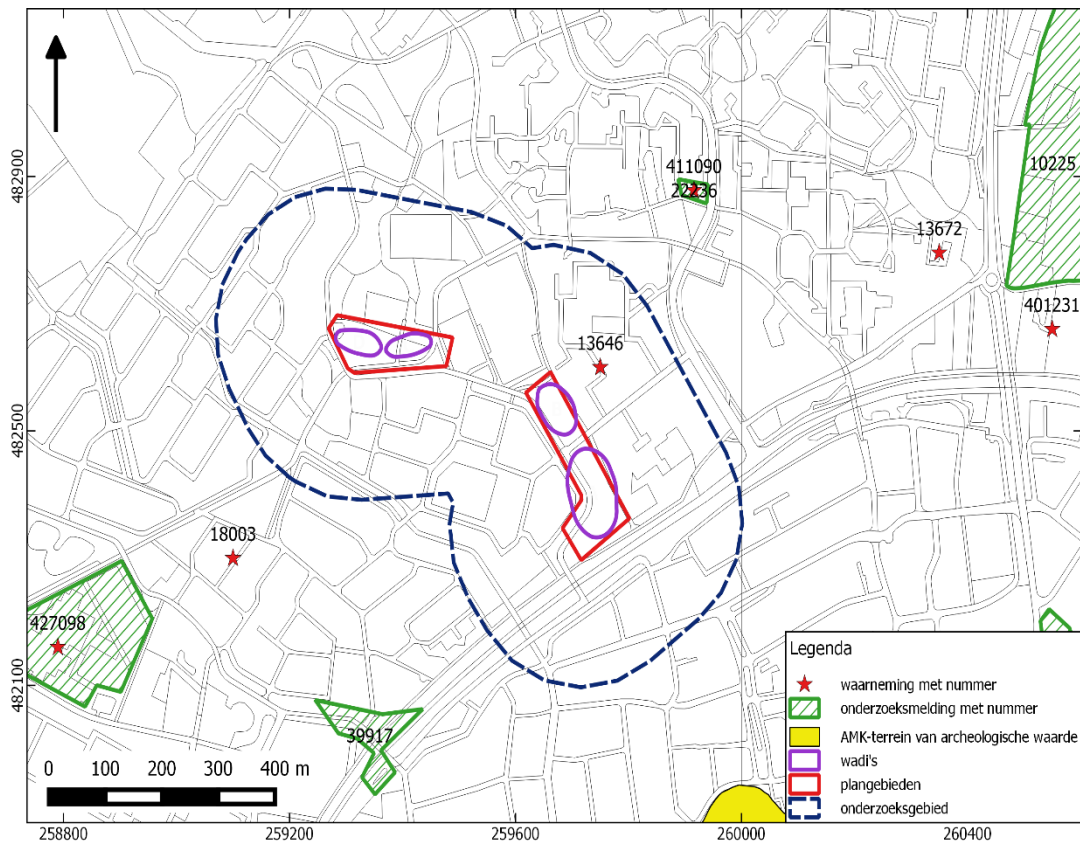 482900
482500
482100
411090
22236
10225
13672
401231
13646
18003
427098
39917
0 100 200 300 400 m
Legenda
waarneming met nummer
onderzoeksmelding met nummer
AMK-terrein van archeologische waarde
wadi's
plangebieden
onderzoeksgebied
258800 259200 259600 260000 260400